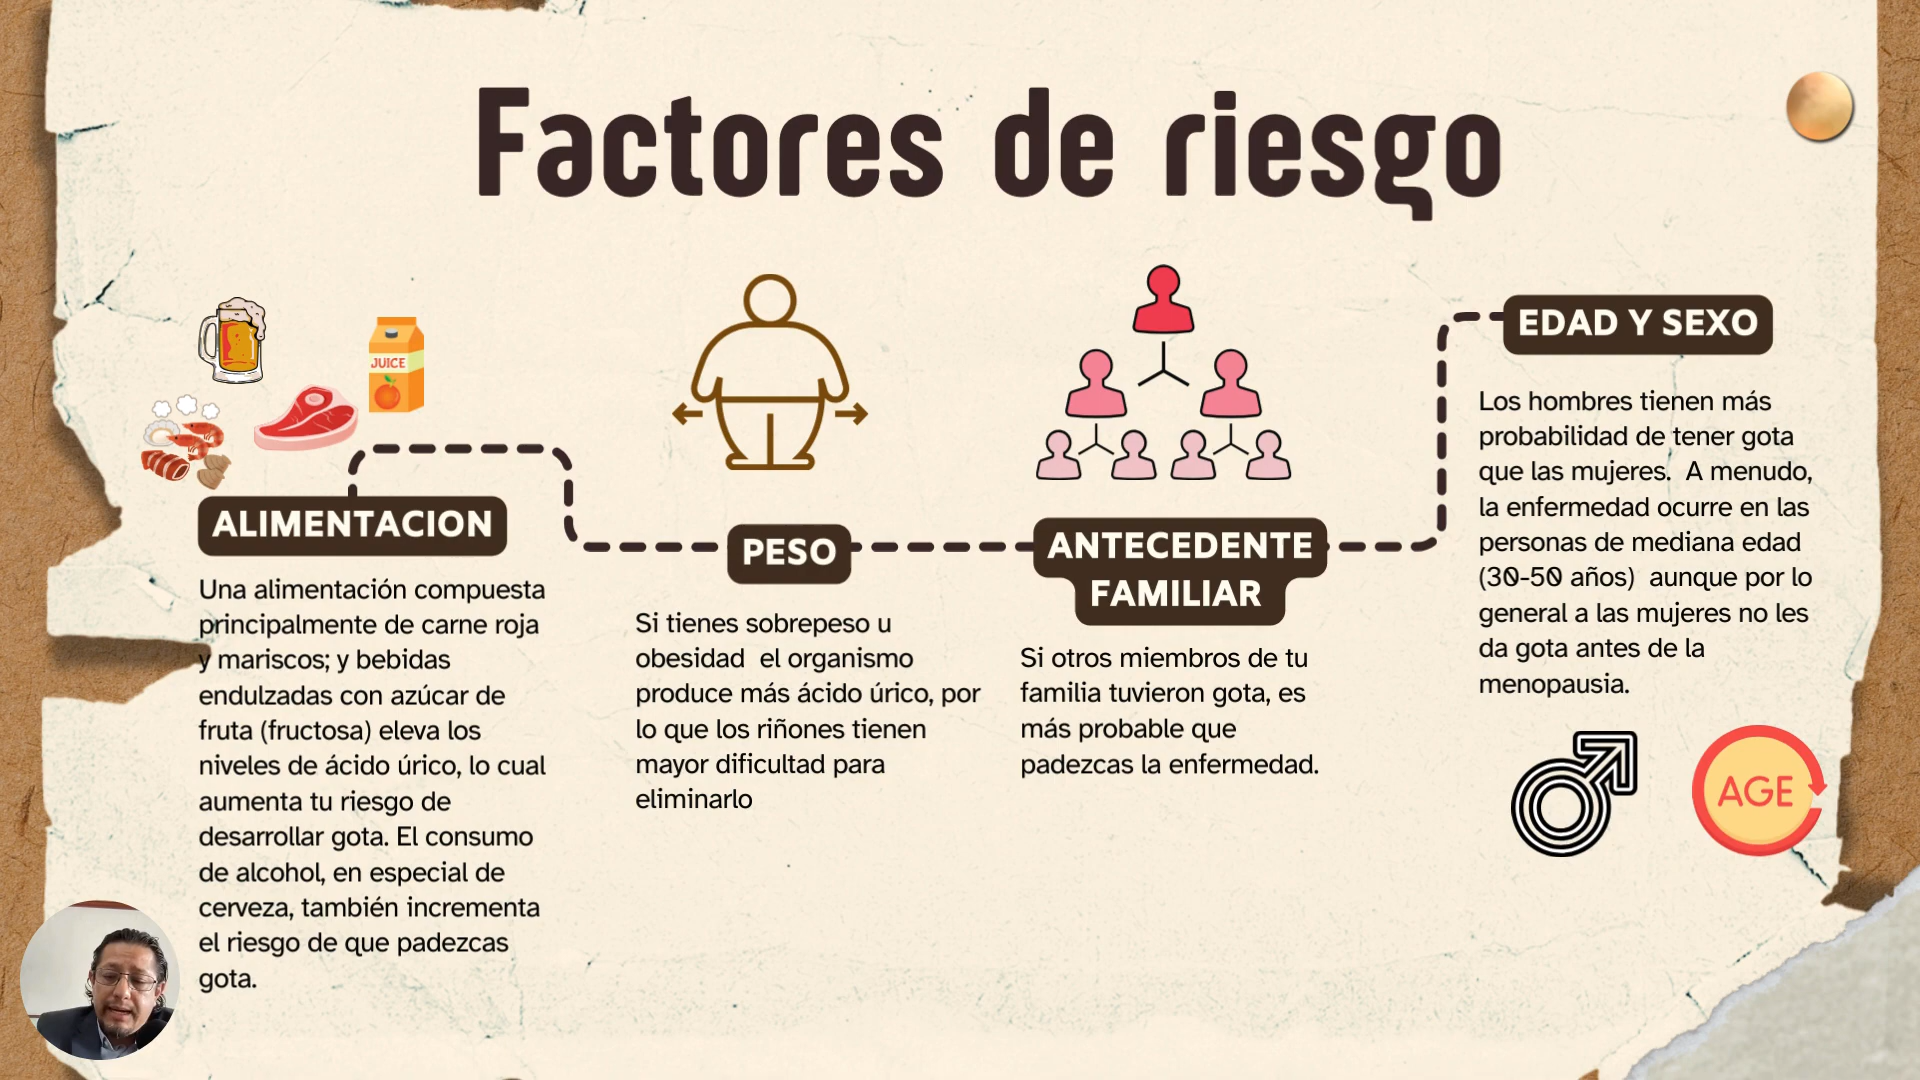 Factores de riesgo
JUICE
ALIMENTACION
Una alimentación compuesta
principalmente de carne roja
y mariscos; y bebidas
endulzadas con azúcar de
fruta (fructosa) eleva los
niveles de ácido úrico, lo cual
aumenta tu riesgo de
desarrollar gota. El consumo
de alcohol, en especial de
cerveza, también incrementa
el riesgo de que padezcas
gota.
PESO
Si tienes sobrepeso u
obesidad  el organismo
produce más ácido úrico, por
lo que los riñones tienen
mayor dificultad para
eliminarlo
ANTECEDENTE
FAMILIAR
Si otros miembros de tu
familia tuvieron gota, es
más probable que
padezcas la enfermedad.
EDAD Y SEXO
Los hombres tienen más
probabilidad de tener gota
que las mujeres.  A menudo,
la enfermedad ocurre en las
personas de mediana edad
(30-50 años)  aunque por lo
general a las mujeres no les
da gota antes de la
menopausia.
AGE